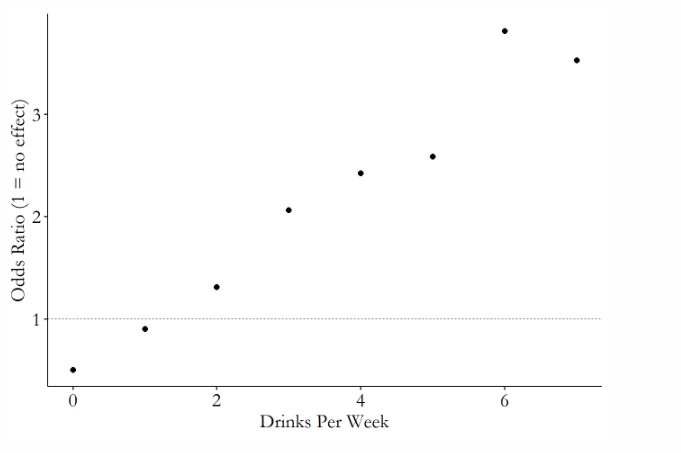 Odds Ratio (1 = no effect)
3
2
1
0 2 4 6
Drinks Per Week